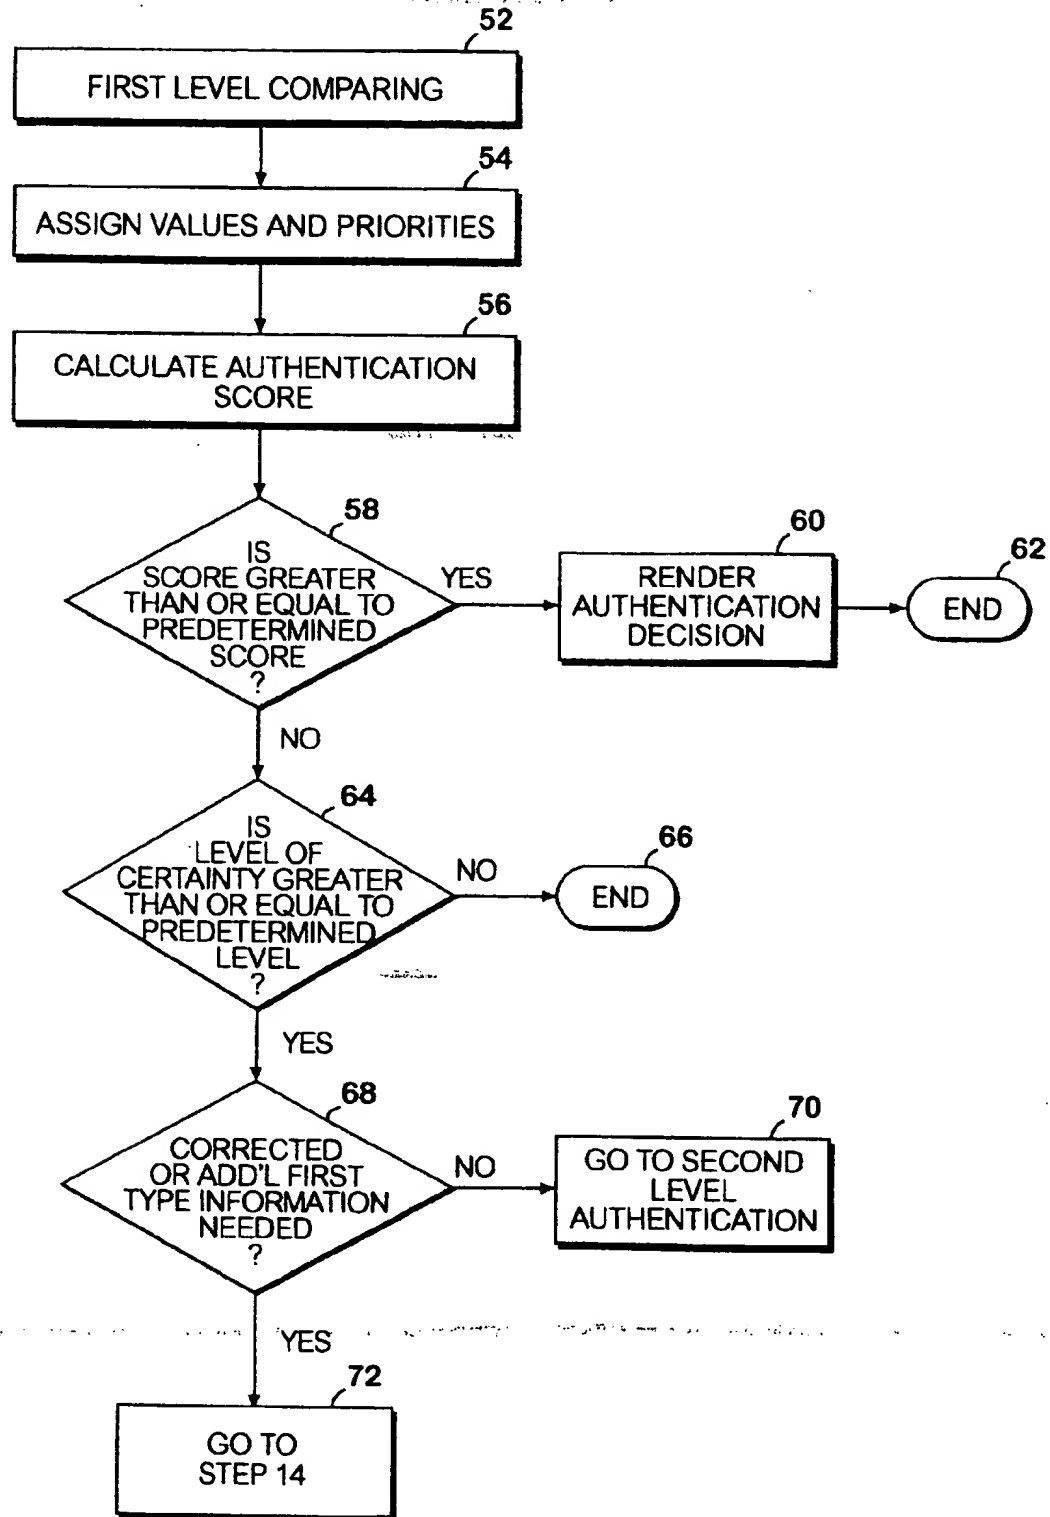 52
FIRST LEVEL COMPARING
54
ASSIGN VALUES AND PRIORITIES
56
CALCULATE AUTHENTICATION
SCORE
58
IS
SCORE GREATER
THAN OR EQUAL TO
PREDETERMINED
SCORE
?
YES
60
RENDER
AUTHENTICATION
DECISION
62
END
NO
64
IS
LEVEL OF
CERTAINTY GREATER
THAN OR EQUAL TO
PREDETERMINED
LEVEL
?
NO
66
END
YES
68
CORRECTED
OR ADD'L FIRST
TYPE INFORMATION
NEEDED
?
NO
70
GO TO SECOND
LEVEL
AUTHENTICATION
YES
72
GO TO
STEP 14